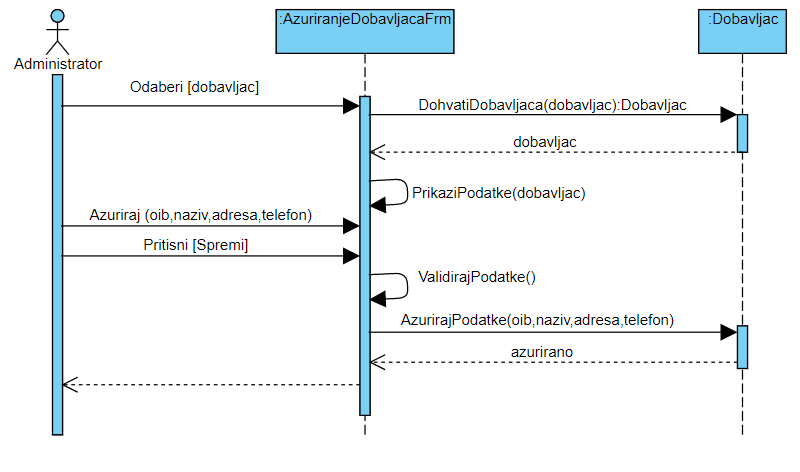 :AzuriranjeDobavljacaFrm
:Dobavljac
Administrator
Odaberi [dobavljac]
DohvatiDobavljaca(dobavljac):Dobavljac
dobavljac
PrikaziPodatke(dobavljac)
Azuriraj (oib,naziv,adresa,telefon)
Pritisni [Spremi]
ValidirajPodatke()
AzurirajPodatke(oib,naziv,adresa,telefon)
azurirano